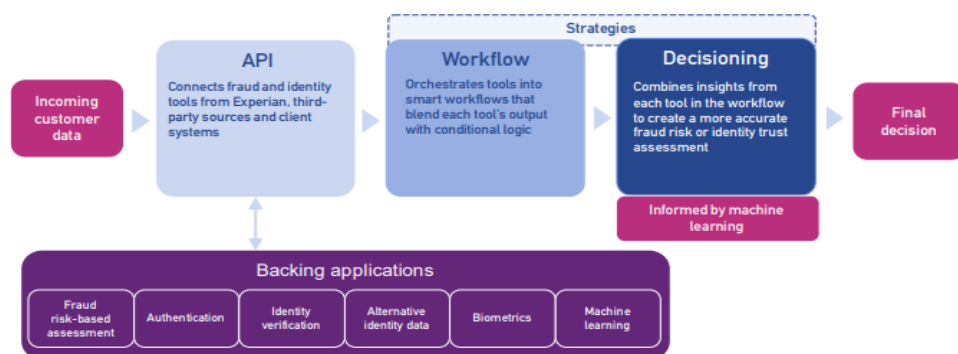 Strategies
Incoming
customer
data
API
Connects fraud and identity
tools from Experian, third-
party sources and client
systems
Workflow
Orchestrates tools into
smart workflows that
blend each tool's output
with conditional logic
Decisioning
Combines insights from
each tool in the workflow
to create a more accurate
fraud risk or identity trust
assessment
Informed by machine
learning
Final
decision
Backing applications
Fraud
risk-based
assessment
Authentication
Identity
verification
Alternative
identity data
Biometrics
Machine
learning